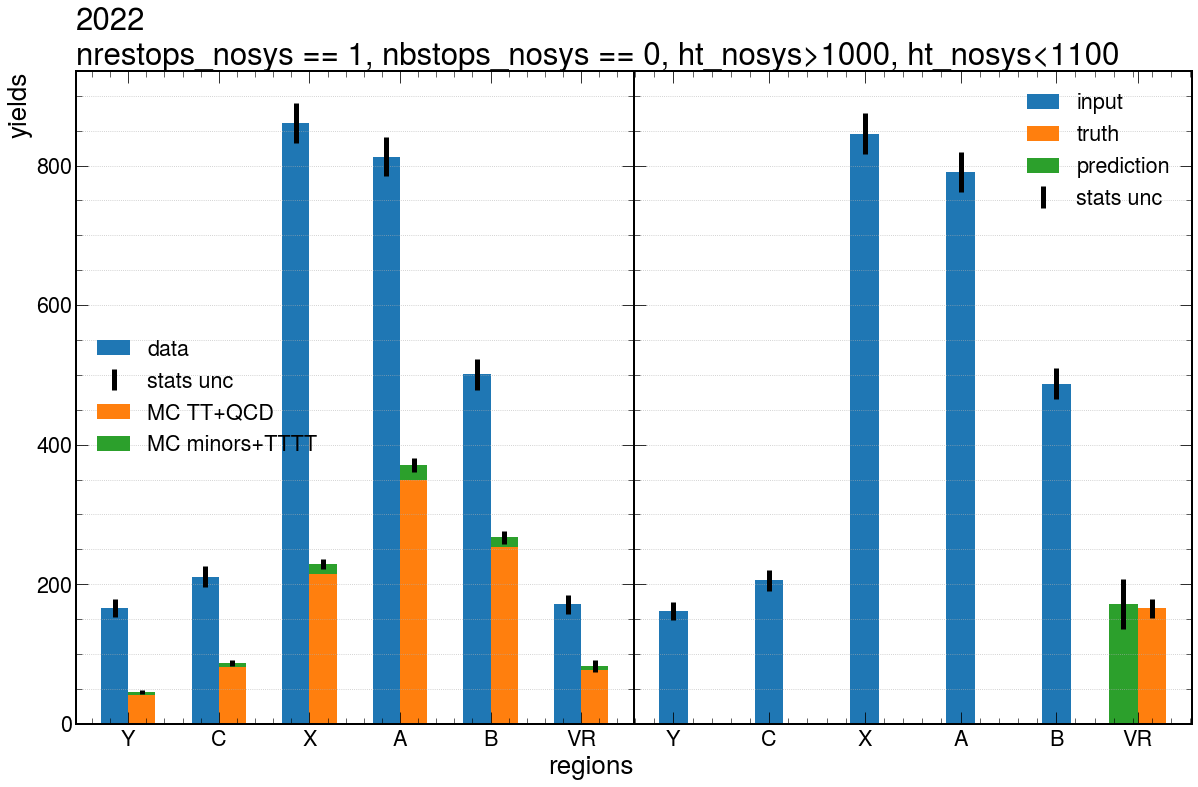 2022
nrestops_nosys == 1, nbstops_nosys == 0, ht_nosys>1000, ht_nosys<1100
yields
800
600
400
200
0
data
stats unc
MC TT+QCD
MC minors+TTTT
input
truth
prediction
stats unc
Y C X A B VR
Y C X A B VR
regions